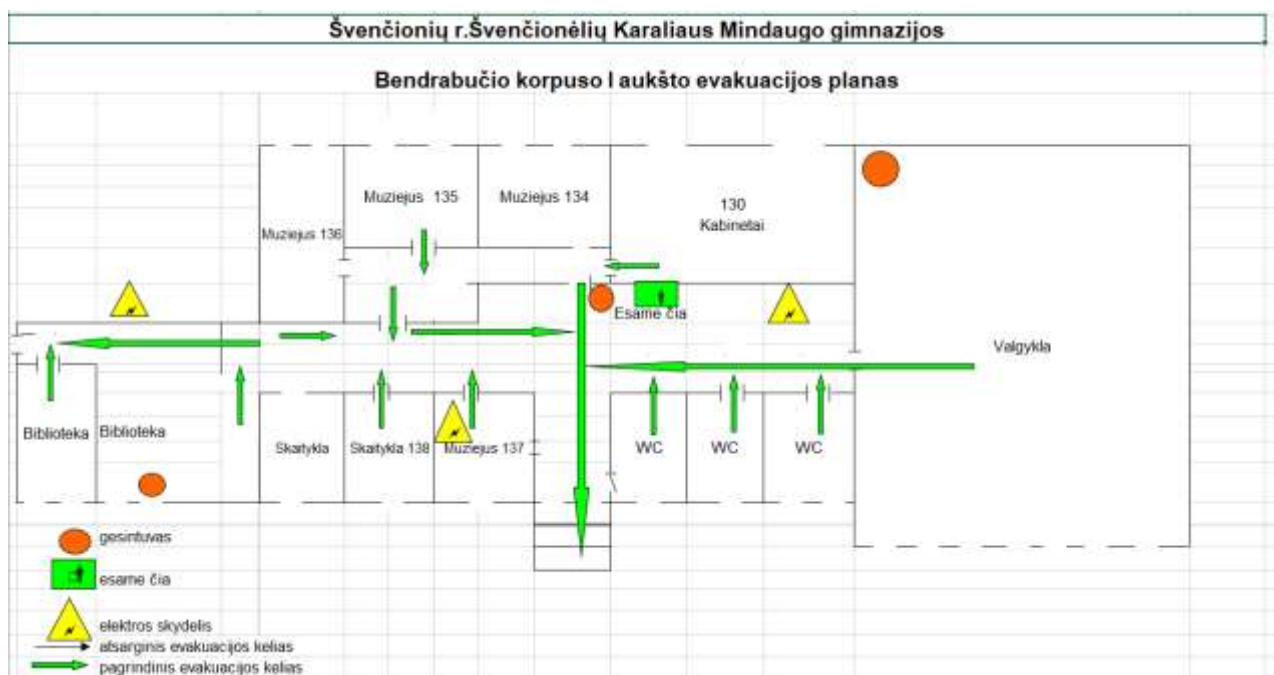 Švenčionių r.Švenčionėlių Karaliaus Mindaugo gimnazijos
Bendrabučio korpuso I aukšto evakuacijos planas
Muziejus 135
Muziejus 134
130
Kabinetai
Muziejus 136
Esame čia
Valgykla
Biblioteka
Biblioteka
Skaitykla
Skaitykla 138
Muziejus 137
WC
WC
WC
gesintuvas
esame čia
elektros skydelis
atsarginis evakuacijos kelias
pagrindinis evakuacijos kelias